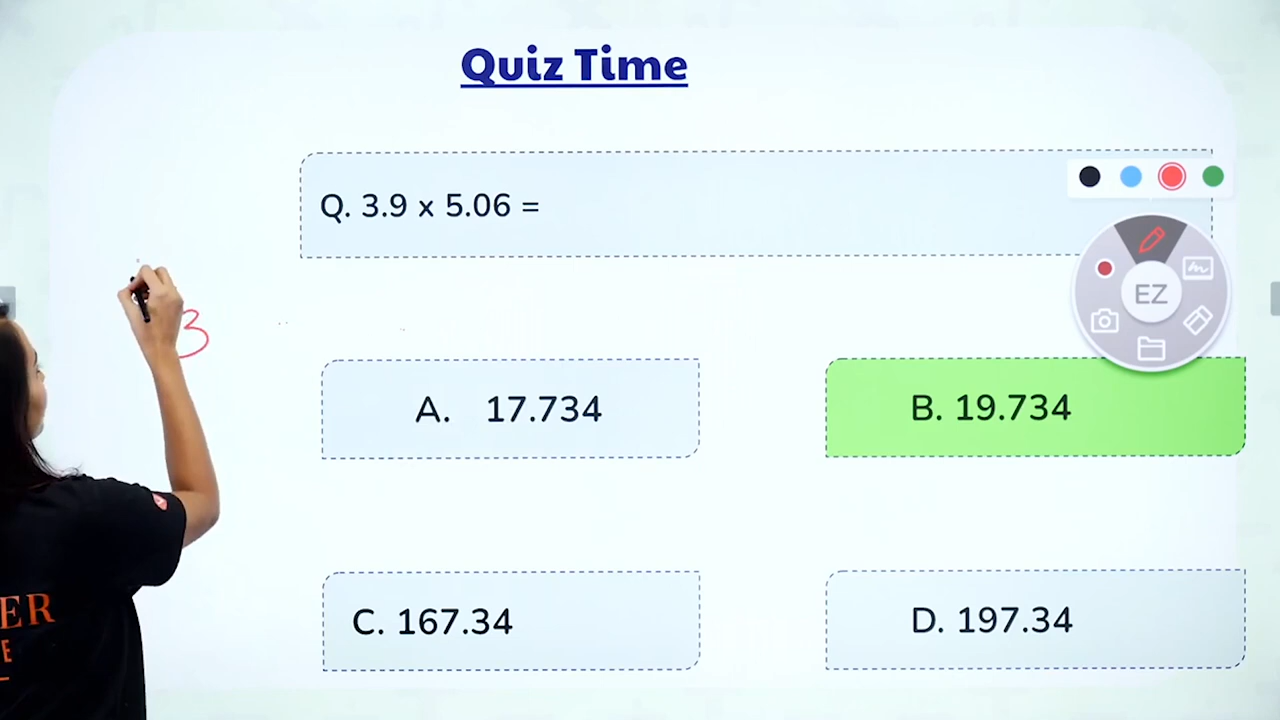 Quiz Time
Q. 3.9 x 5.06 =
EZ
3
A. 17.734
B. 19.734
C. 167.34
D. 197.34
ER
E